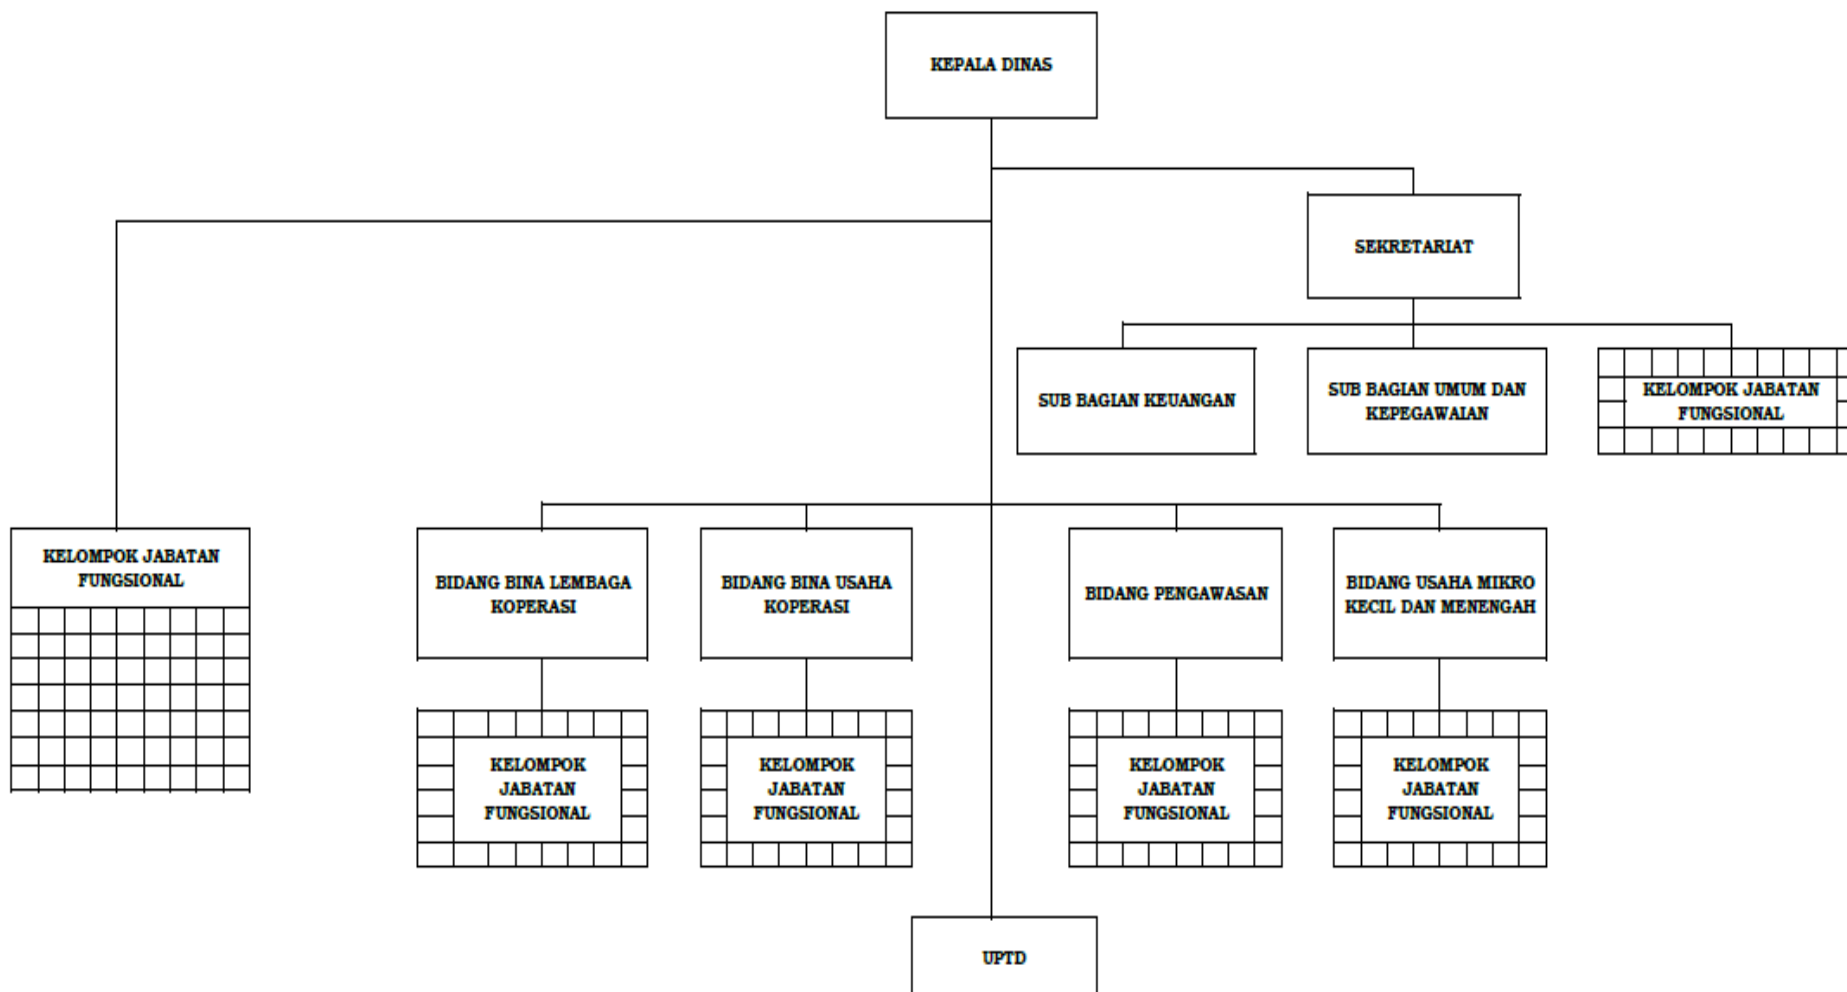 KEPALA DINAS
SEKRETARIAT
SUB BAGIAN KEUANGAN
SUB BAGIAN UMUM DAN
KEPEGAWAIAN
KELOMPOK JABATAN
FUNGSIONAL
KELOMPOK JABATAN
FUNGSIONAL
BIDANG BINA LEMBAGA
KOPERASI
BIDANG BINA USAHA
KOPERASI
BIDANG PENGAWASAN
BIDANG USAHA MIKRO
KECIL DAN MENENGAH
KELOMPOK
JABATAN
FUNGSIONAL
KELOMPOK
JABATAN
FUNGSIONAL
KELOMPOK
JABATAN
FUNGSIONAL
KELOMPOK
JABATAN
FUNGSIONAL
UPTD